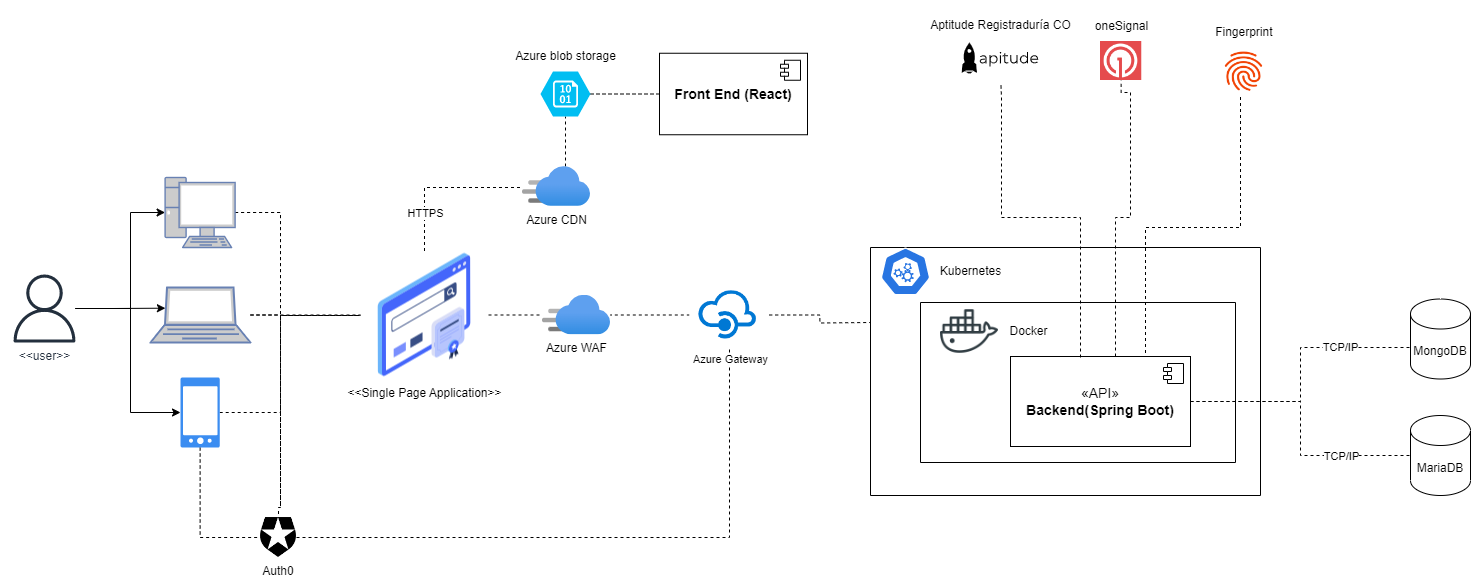 Aptitude Registraduría CO
oneSignal
Fingerprint
apitude
Azure blob storage
10
01
Front End (React)
HTTPS
Azure CDN
<<user>>
<<Single Page Application>>
Azure WAF
Azure Gateway
Kubernetes
Docker
«API»
Backend(Spring Boot)
TCP/IP
MongoDB
TCP/IP
MariaDB
Auth0